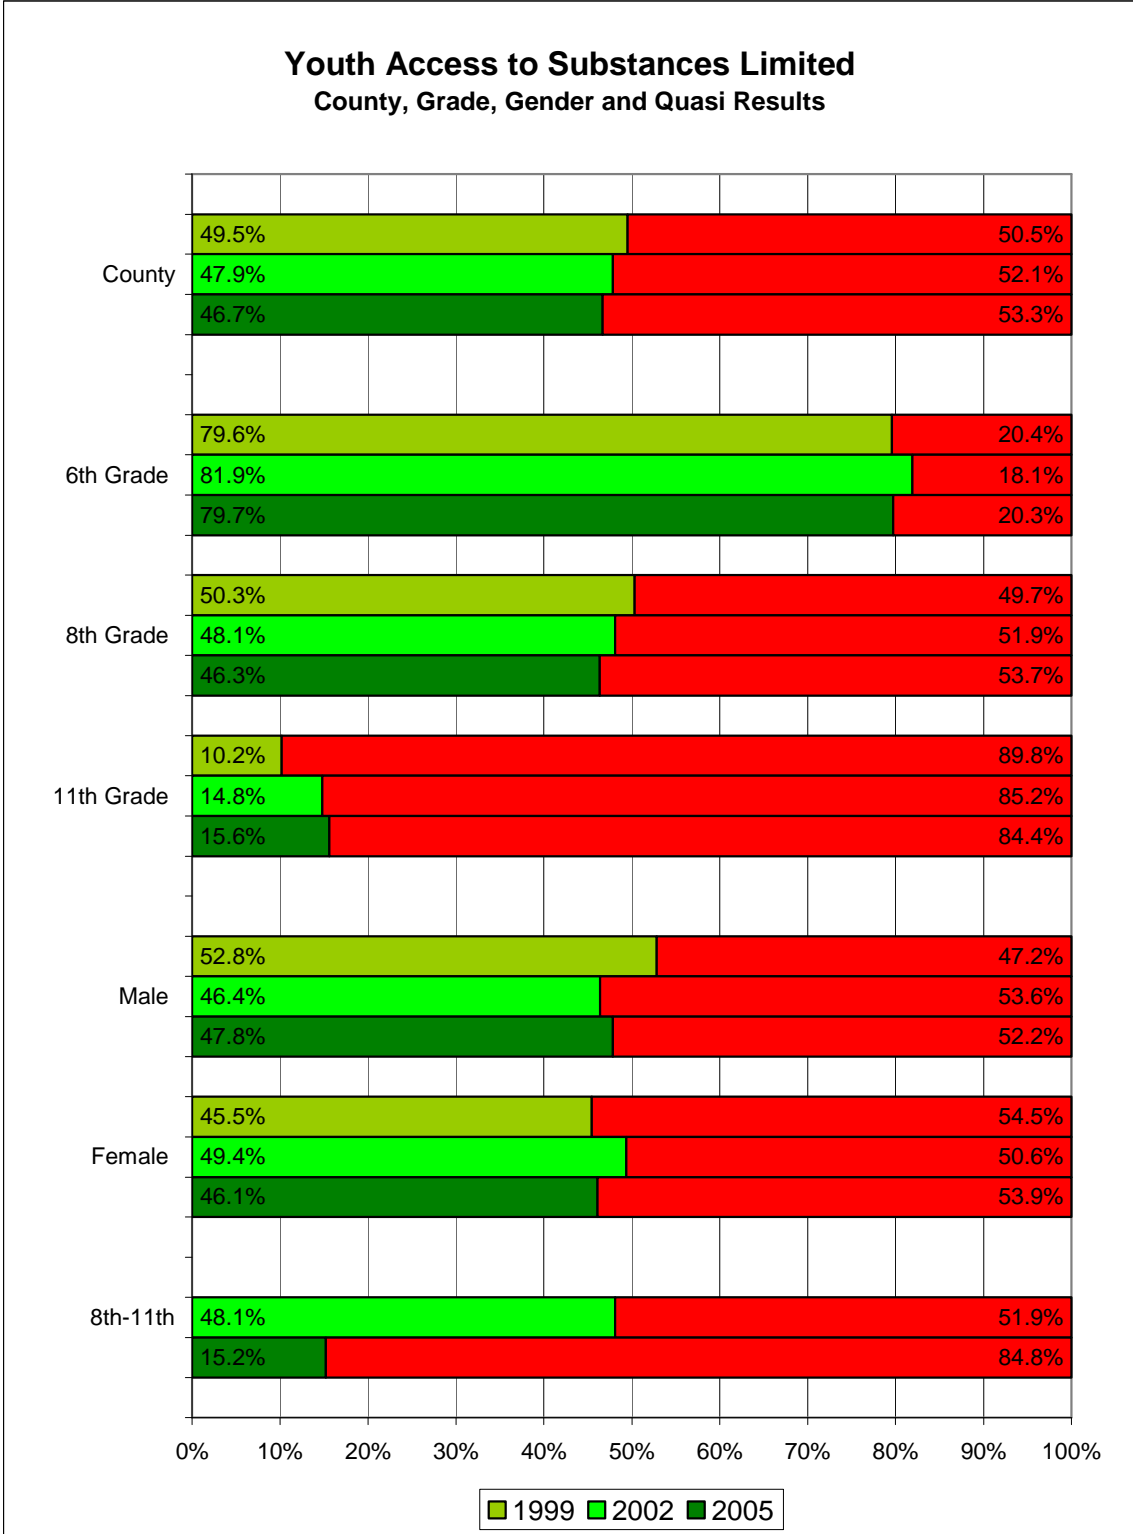 Youth Access to Substances Limited
County, Grade, Gender and Quasi Results
49.5% 50.5%
County 47.9% 52.1%
46.7% 53.3%
79.6% 20.4%
6th Grade 81.9% 18.1%
79.7% 20.3%
50.3% 49.7%
8th Grade 48.1% 51.9%
46.3% 53.7%
10.2% 89.8%
11th Grade 14.8% 85.2%
15.6% 84.4%
52.8% 47.2%
Male 46.4% 53.6%
47.8% 52.2%
45.5% 54.5%
Female 49.4% 50.6%
46.1% 53.9%
8th-11th 48.1% 51.9%
15.2% 84.8%
0% 10% 20% 30% 40% 50% 60% 70% 80% 90% 100%
1999 2002 2005